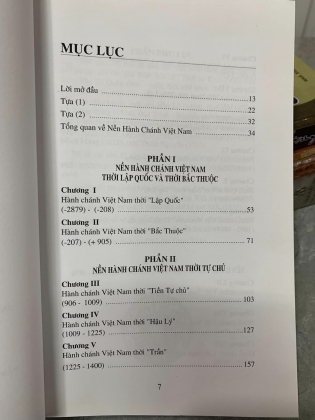 MỤC LỤC
Lời mở đầu ........ 13
Tựa (1) ........ 22
Tựa (2) ........ 32
Tổng quan về Nền Hành Chánh Việt Nam ........ 34
PHẦN I
NỀN HÀNH CHÁNH VIỆT NAM
THỜI LẬP QUỐC VÀ THỜI BẮC THUỘC
Chương I
Hành chánh Việt Nam thời "Lập Quốc"
(-2879) - (-208) ........ 53
Chương II
Hành chánh Việt Nam thời "Bắc Thuộc"
(-207) - (+ 905) ........ 71
PHẦN II
NỀN HÀNH CHÁNH VIỆT NAM THỜI TỰ CHỦ
Chương III
Hành chánh Việt Nam thời "Tiền Tự chủ"
(906 - 1009) ........ 103
Chương IV
Hành chánh Việt Nam thời "Hậu Lý"
(1009 - 1225) ........ 127
Chương V
Hành chánh Việt Nam thời "Trần"
(1225 - 1400) ........ 157
7